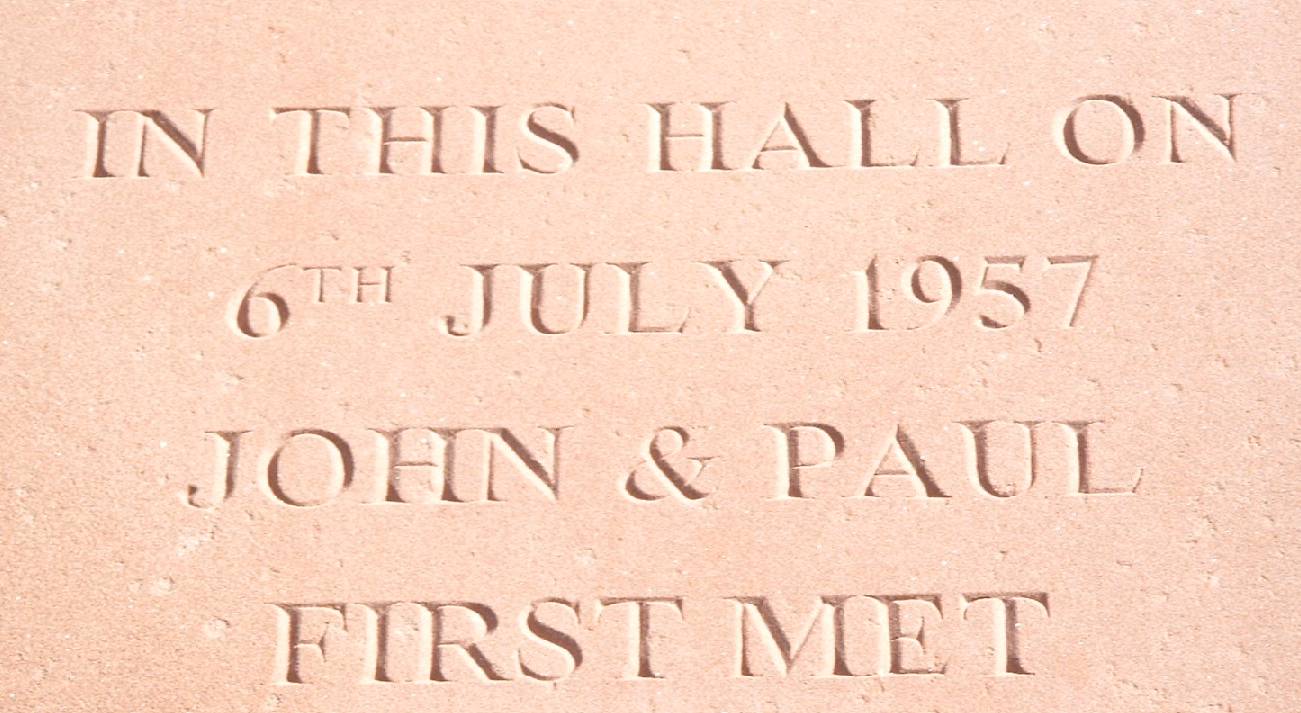 IN THIS HALL ON
6TH JULY 1957
JOHN & PAUL
FIRST MET